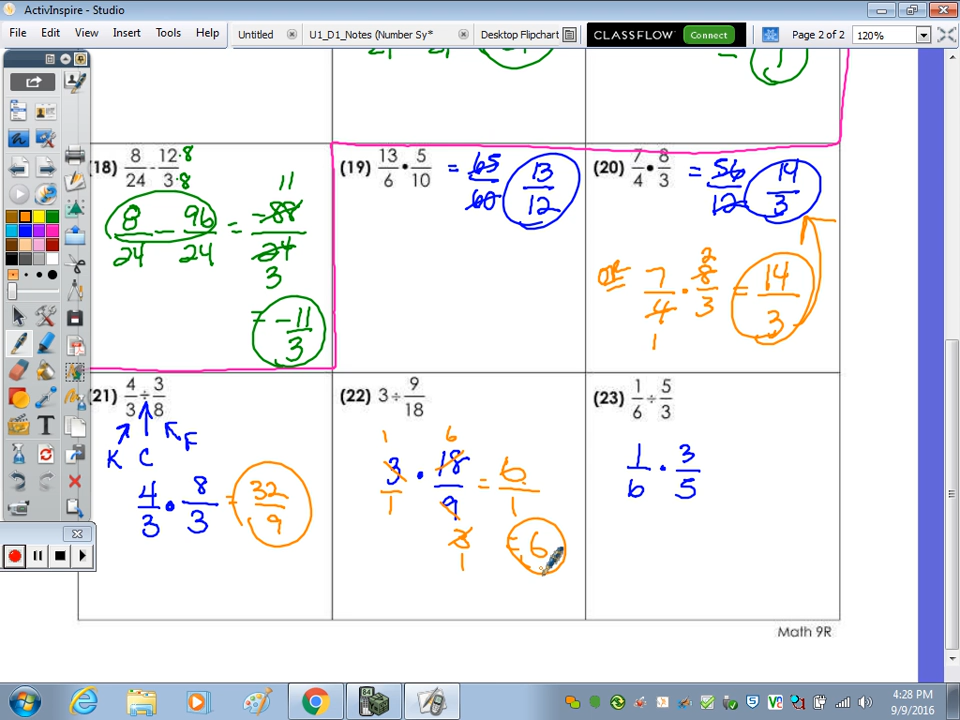 ActivInspire - Studio
File Edit View Insert Tools Help Untitled U1_D1_Notes (Number Sy* Desktop Flipchart CLASSFLOW Connect Page 2 of 2 120%
(18) 8/24 - 12·8/3·8
8/24 - 96/24 = -88/24
11
3
= -11/3
(19) 13/6 • 5/10 = 65/60 13/12
(20) 7/4 • 8/3 = 56/12 14/3
OR 7/4 · 8/3 = 14/3
2
1
(21) 4/3 ÷ 3/8
K C F
4/3 • 8/3 = 32/9
(22) 3 ÷ 9/18
1 6
3/1 • 18/9 = 6/1
3
1
= 6
(23) 1/6 ÷ 5/3
1/6 · 3/5
Math 9R
4:28 PM
9/9/2016